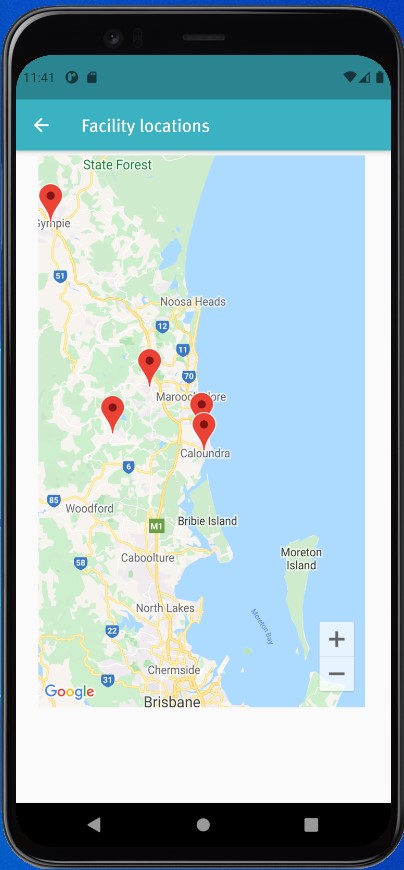 11:41
Facility locations
State Forest
Gympie
51
Noosa Heads
12
11
70
Caloundra
6
85
Woodford
Bribie Island
M1
Caboolture
58
Moreton
Island
North Lakes
Moreton Bay
22
+
Chermside
−
31
Google
Brisbane